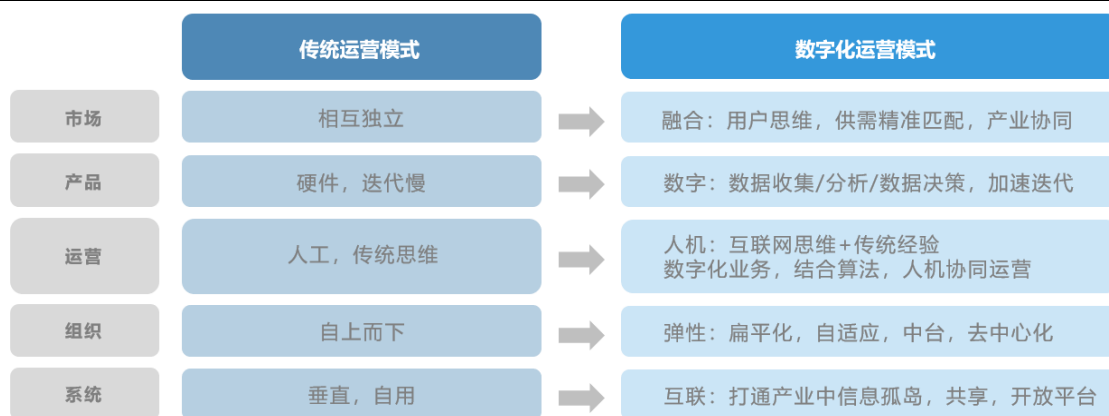 传统运营模式
数字化运营模式
市场
相互独立
融合：用户思维，供需精准匹配，产业协同
产品
硬件，迭代慢
数字：数据收集/分析/数据决策，加速迭代
运营
人工，传统思维
人机：互联网思维+传统经验
数字化业务，结合算法，人机协同运营
组织
自上而下
弹性：扁平化，自适应，中台，去中心化
系统
垂直，自用
互联：打通产业中信息孤岛，共享，开放平台